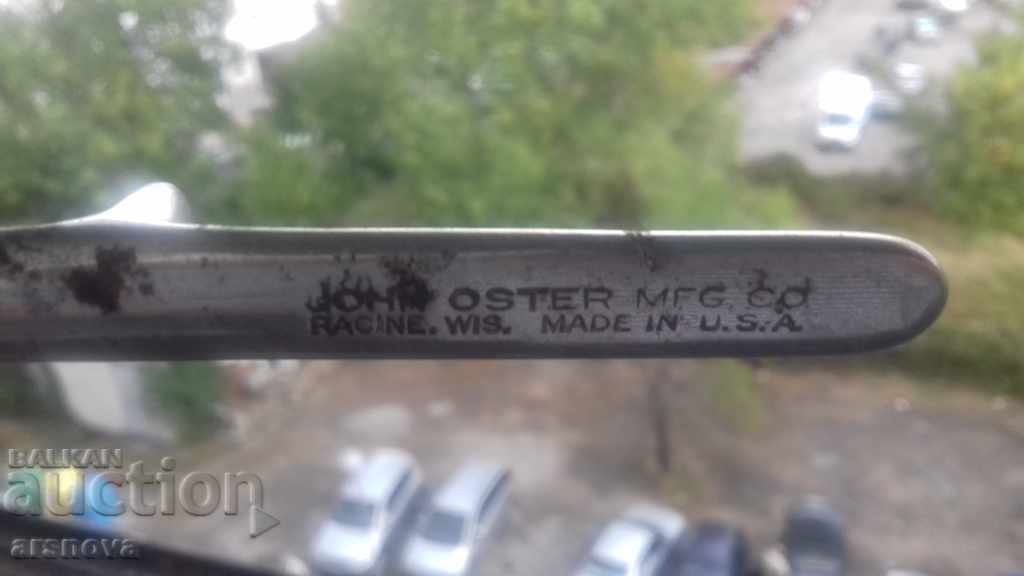 JOHN OSTER MFG. CO
RACINE. WIS. MADE IN U.S.A.
BALKAN
auction
arsnova